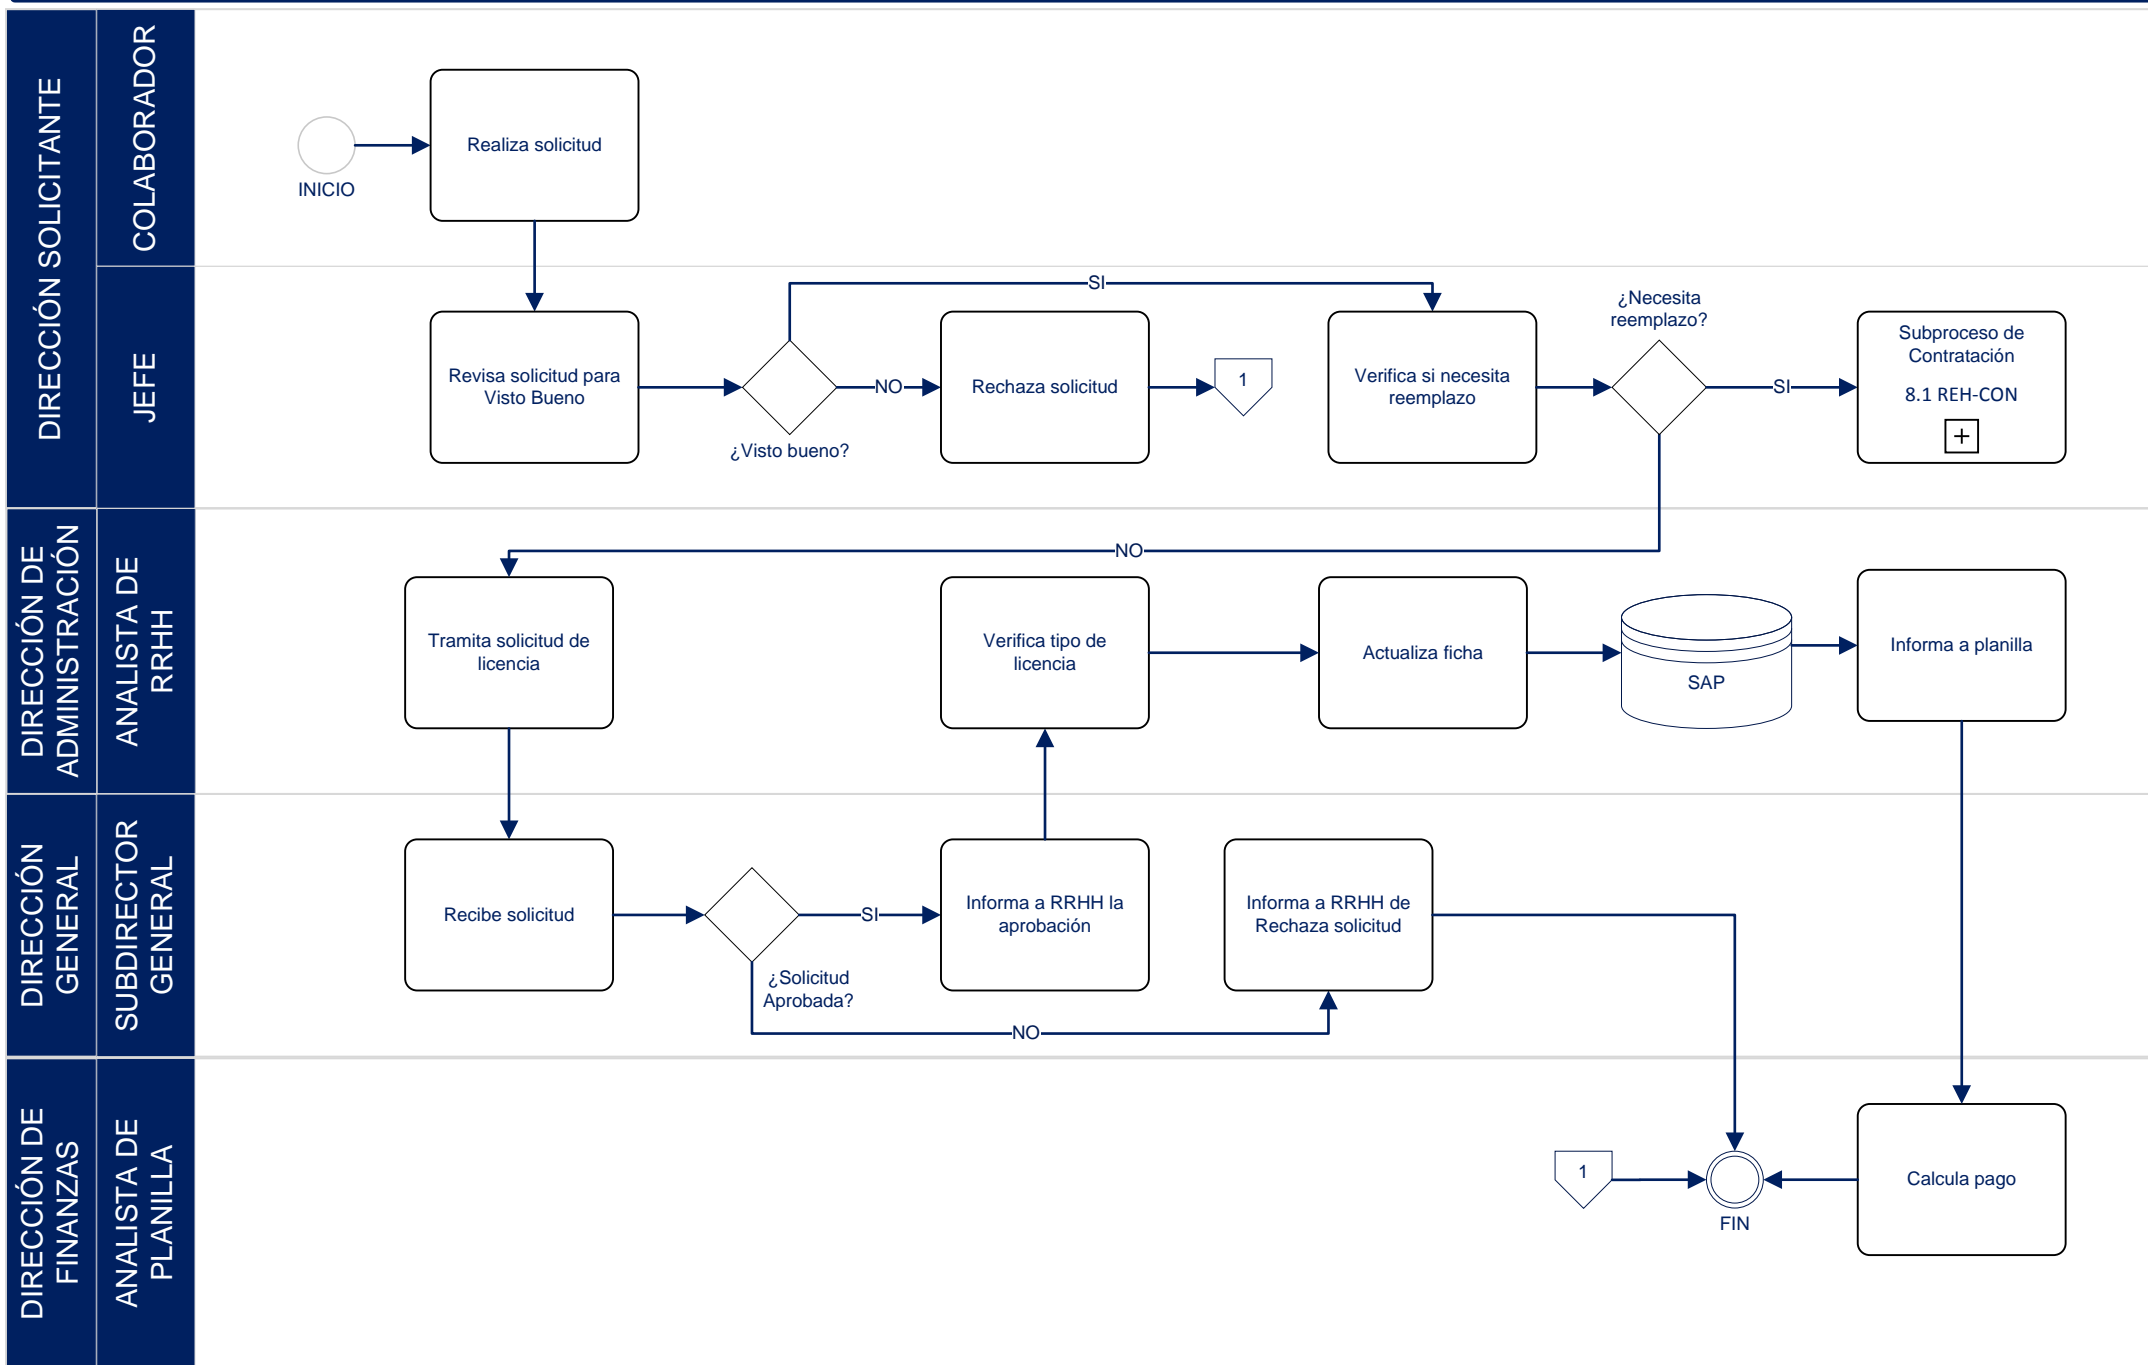 DIRECCIÓN SOLICITANTE
COLABORADOR
INICIO
Realiza solicitud
JEFE
Revisa solicitud para
Visto Bueno
¿Visto bueno?
SI
NO
Rechaza solicitud
1
Verifica si necesita
reemplazo
¿Necesita
reemplazo?
SI
Subproceso de
Contratación
8.1 REH-CON
NO
DIRECCIÓN DE
ADMINISTRACIÓN
ANALISTA DE
RRHH
Tramita solicitud de
licencia
Verifica tipo de
licencia
Actualiza ficha
SAP
Informa a planilla
DIRECCIÓN
GENERAL
SUBDIRECTOR
GENERAL
Recibe solicitud
¿Solicitud
Aprobada?
SI
NO
Informa a RRHH la
aprobación
Informa a RRHH de
Rechaza solicitud
DIRECCIÓN DE
FINANZAS
ANALISTA DE
PLANILLA
1
FIN
Calcula pago